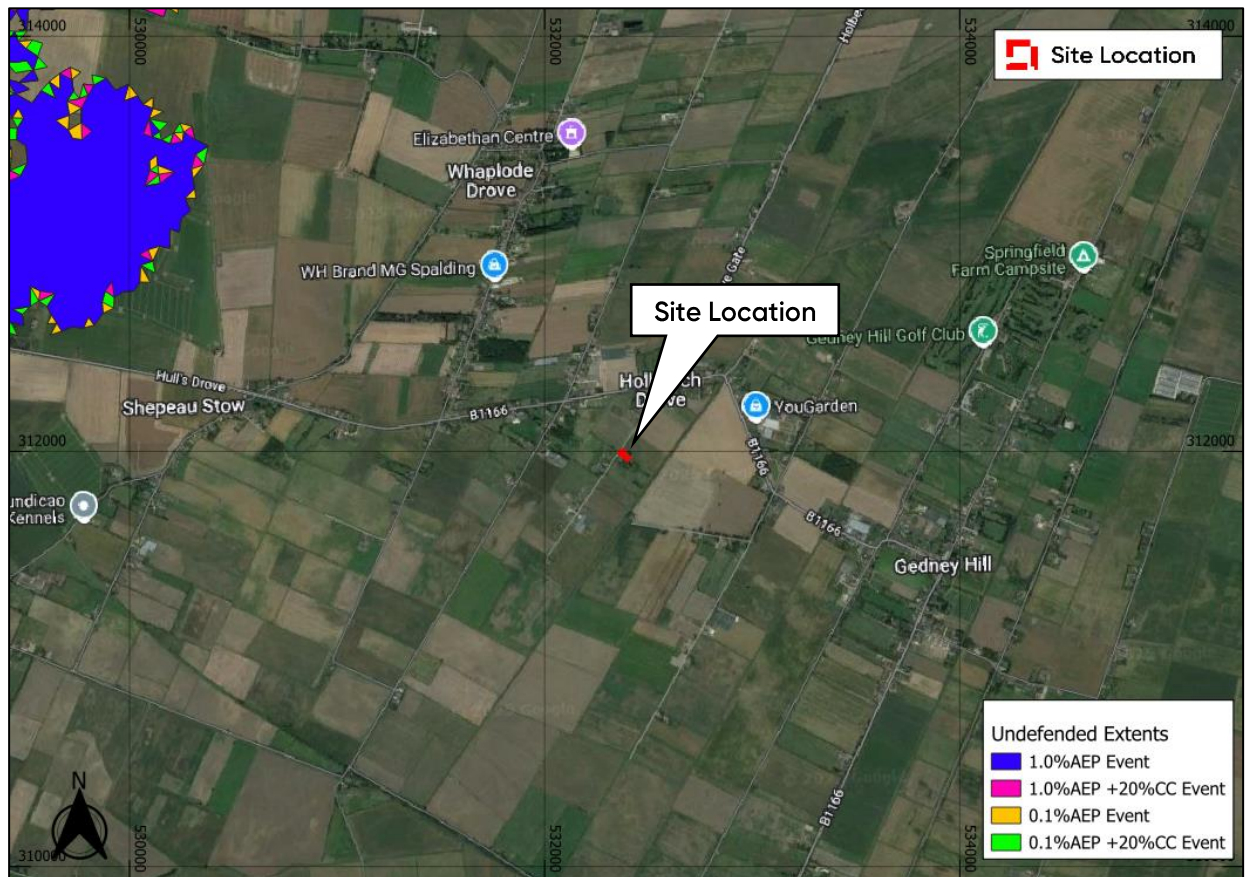 314000
530000
532000
534000
314000
Site Location
Elizabethan Centre
Whaplode
Drove
WH Brand MG Spalding
Springfield
Farm Campsite
Site Location
Gedney Hill Golf Club
Hull's Drove
Shepeau Stow
B1166
Drove
YouGarden
312000
312000
B1166
Kennels
B1166
Gedney Hill
B1166
Undefended Extents
1.0%AEP Event
1.0%AEP +20%CC Event
0.1%AEP Event
0.1%AEP +20%CC Event
N
310000
530000
532000
534000